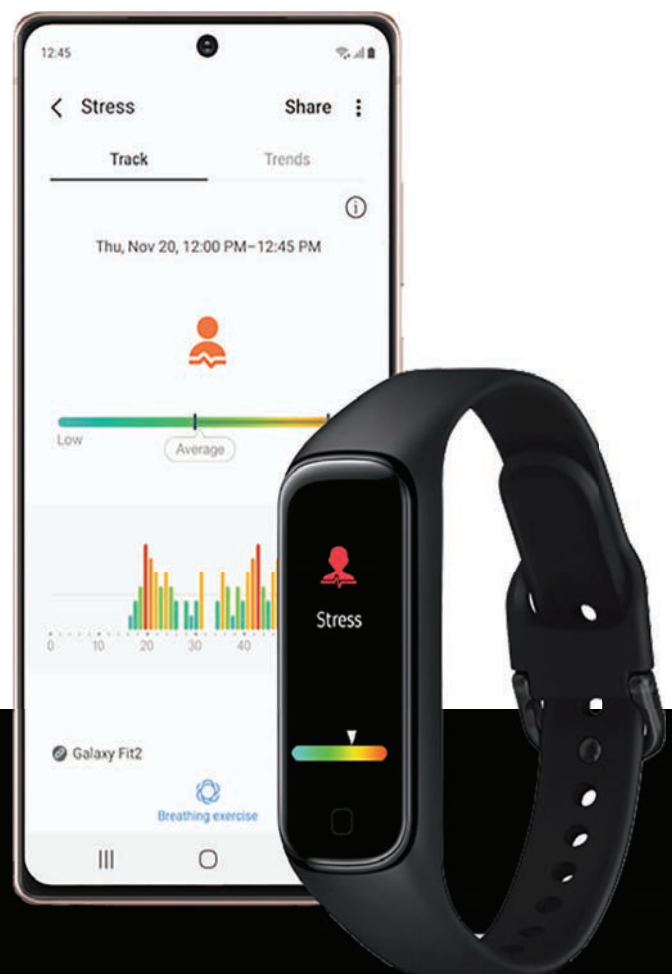 12:45
Stress
Share
Track
Trends
Thu, Nov 20, 12:00 PM–12:45 PM
Low
Average
0 10 20 30 40
Galaxy Fit2
Breathing exercise
Stress